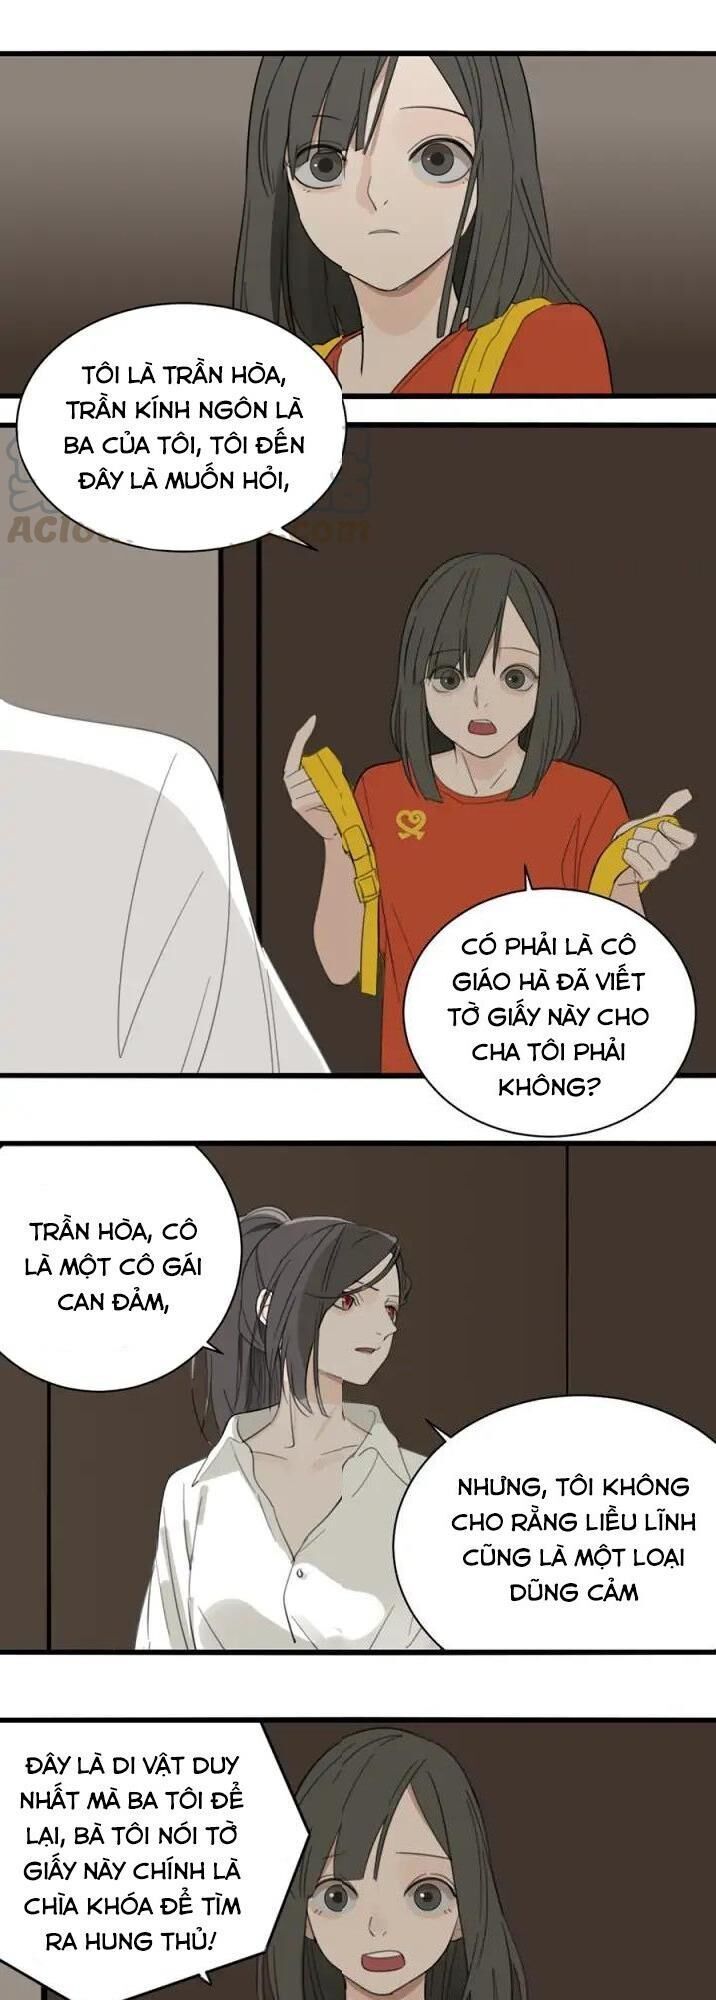 TÔI LÀ TRẦN HÒA,
TRẦN KÍNH NGÔN LÀ
BA CỦA TÔI, TÔI ĐẾN
ĐÂY LÀ MUỐN HỎI,
CÓ PHẢI LÀ CÔ
GIÁO HÀ ĐÃ VIẾT
TỜ GIẤY NÀY CHO
CHA TÔI PHẢI
KHÔNG?
TRẦN HÒA, CÔ
LÀ MỘT CÔ GÁI
CAN ĐẢM,
NHƯNG, TÔI KHÔNG
CHO RẰNG LIỀU LĨNH
CŨNG LÀ MỘT LOẠI
DŨNG CẢM
ĐÂY LÀ DI VẬT DUY
NHẤT MÀ BA TÔI ĐỂ
LẠI, BÀ TÔI NÓI TỜ
GIẤY NÀY CHÍNH LÀ
CHÌA KHÓA ĐỂ TÌM
RA HUNG THỦ!